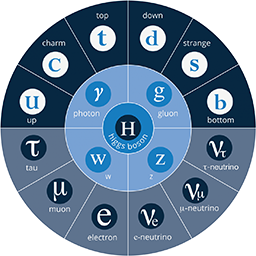 top
down
t
d
charm
strange
c
s
u
γ
g
b
up
photon
gluon
bottom
H
higgs boson
τ
W
Z
ντ
tau
w
z
τ-neutrino
μ
νμ
muon
μ-neutrino
e
νe
electron
e-neutrino